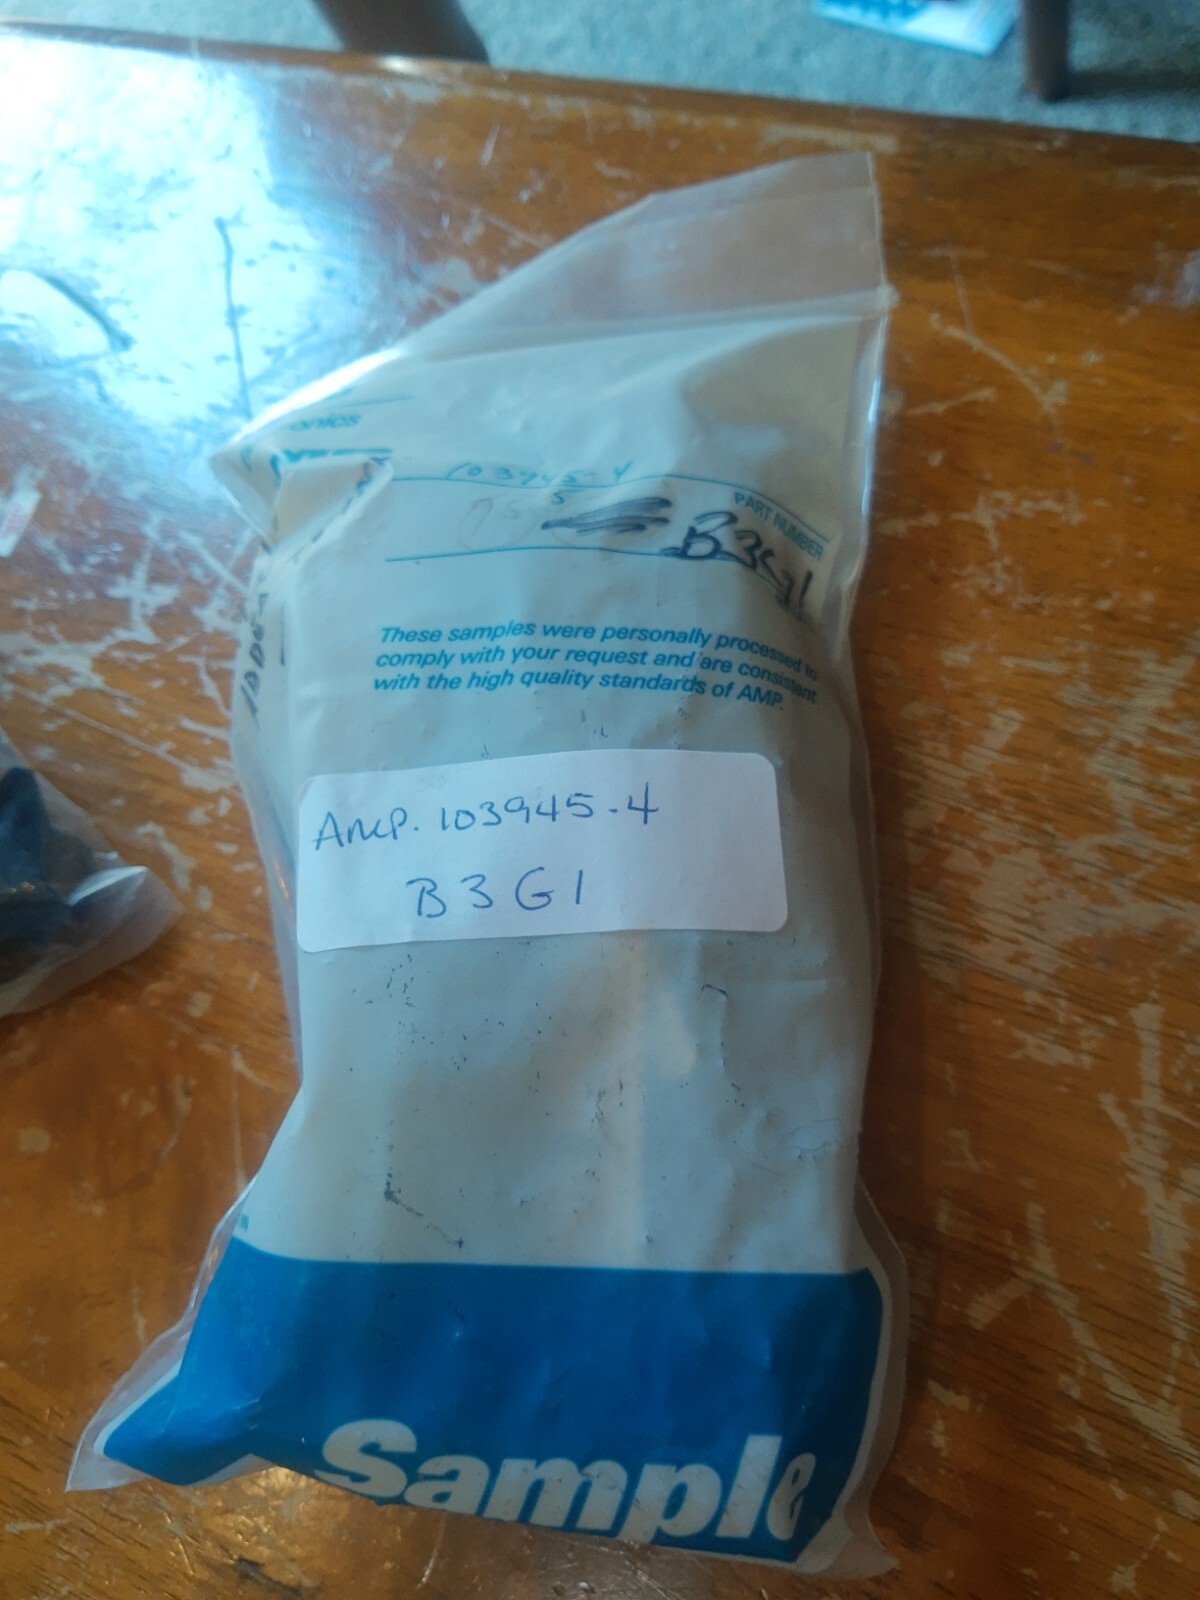 onics
103945-4
PART NUMBER
B3G1
These samples were personally processed to
comply with your request and are consistent
with the high quality standards of AMP.
AMP. 103945-4
B3G1
Sample